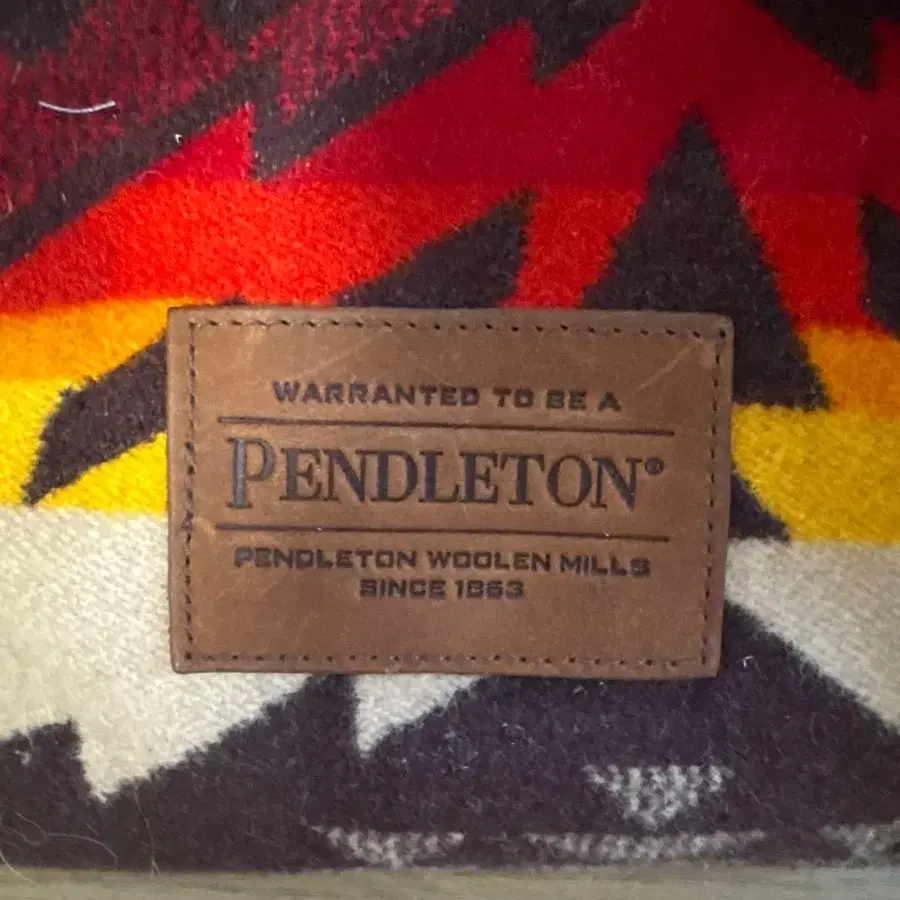 WARRANTED TO BE A
PENDLETON®
PENDLETON WOOLEN MILLS
SINCE 1863